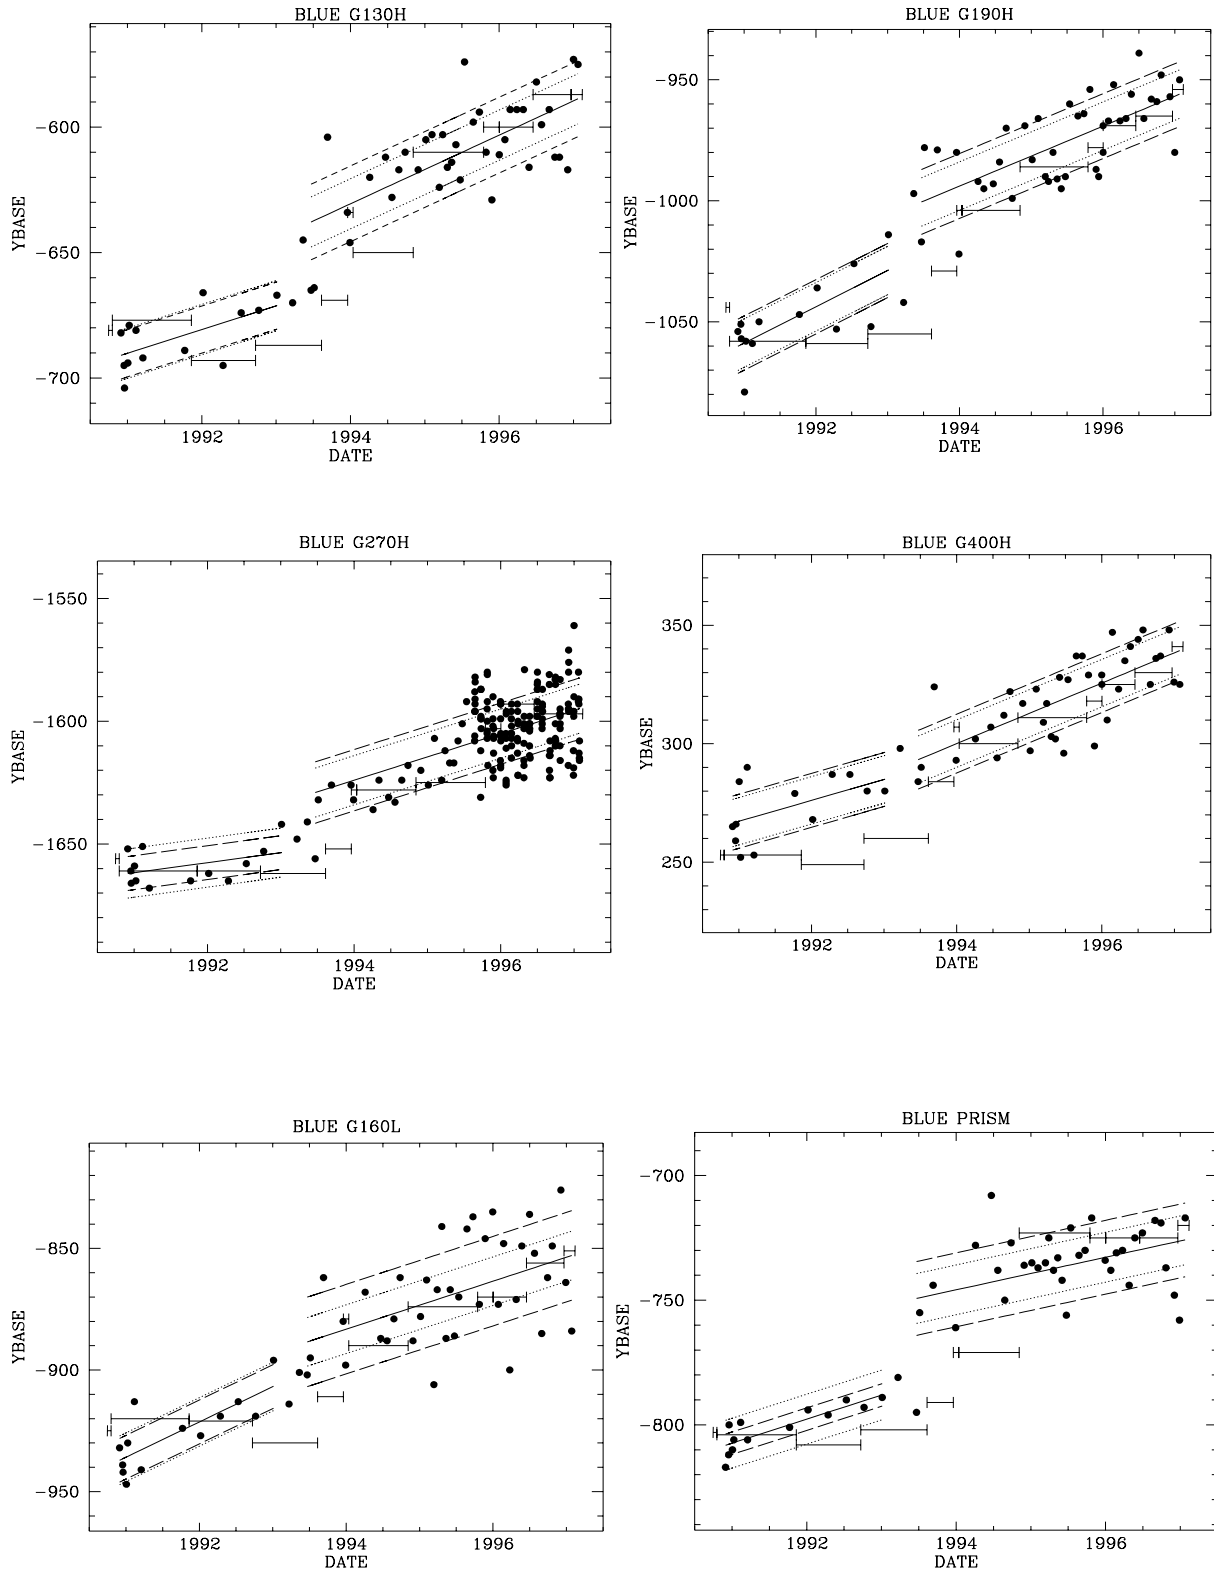 BLUE G130H
YBASE
−600
−650
−700
1992
1994
1996
DATE
BLUE G190H
YBASE
−950
−1000
−1050
1992
1994
1996
DATE
BLUE G270H
YBASE
−1550
−1600
−1650
1992
1994
1996
DATE
BLUE G400H
YBASE
350
300
250
1992
1994
1996
DATE
BLUE G160L
YBASE
−850
−900
−950
1992
1994
1996
DATE
BLUE PRISM
YBASE
−700
−750
−800
1992
1994
1996
DATE